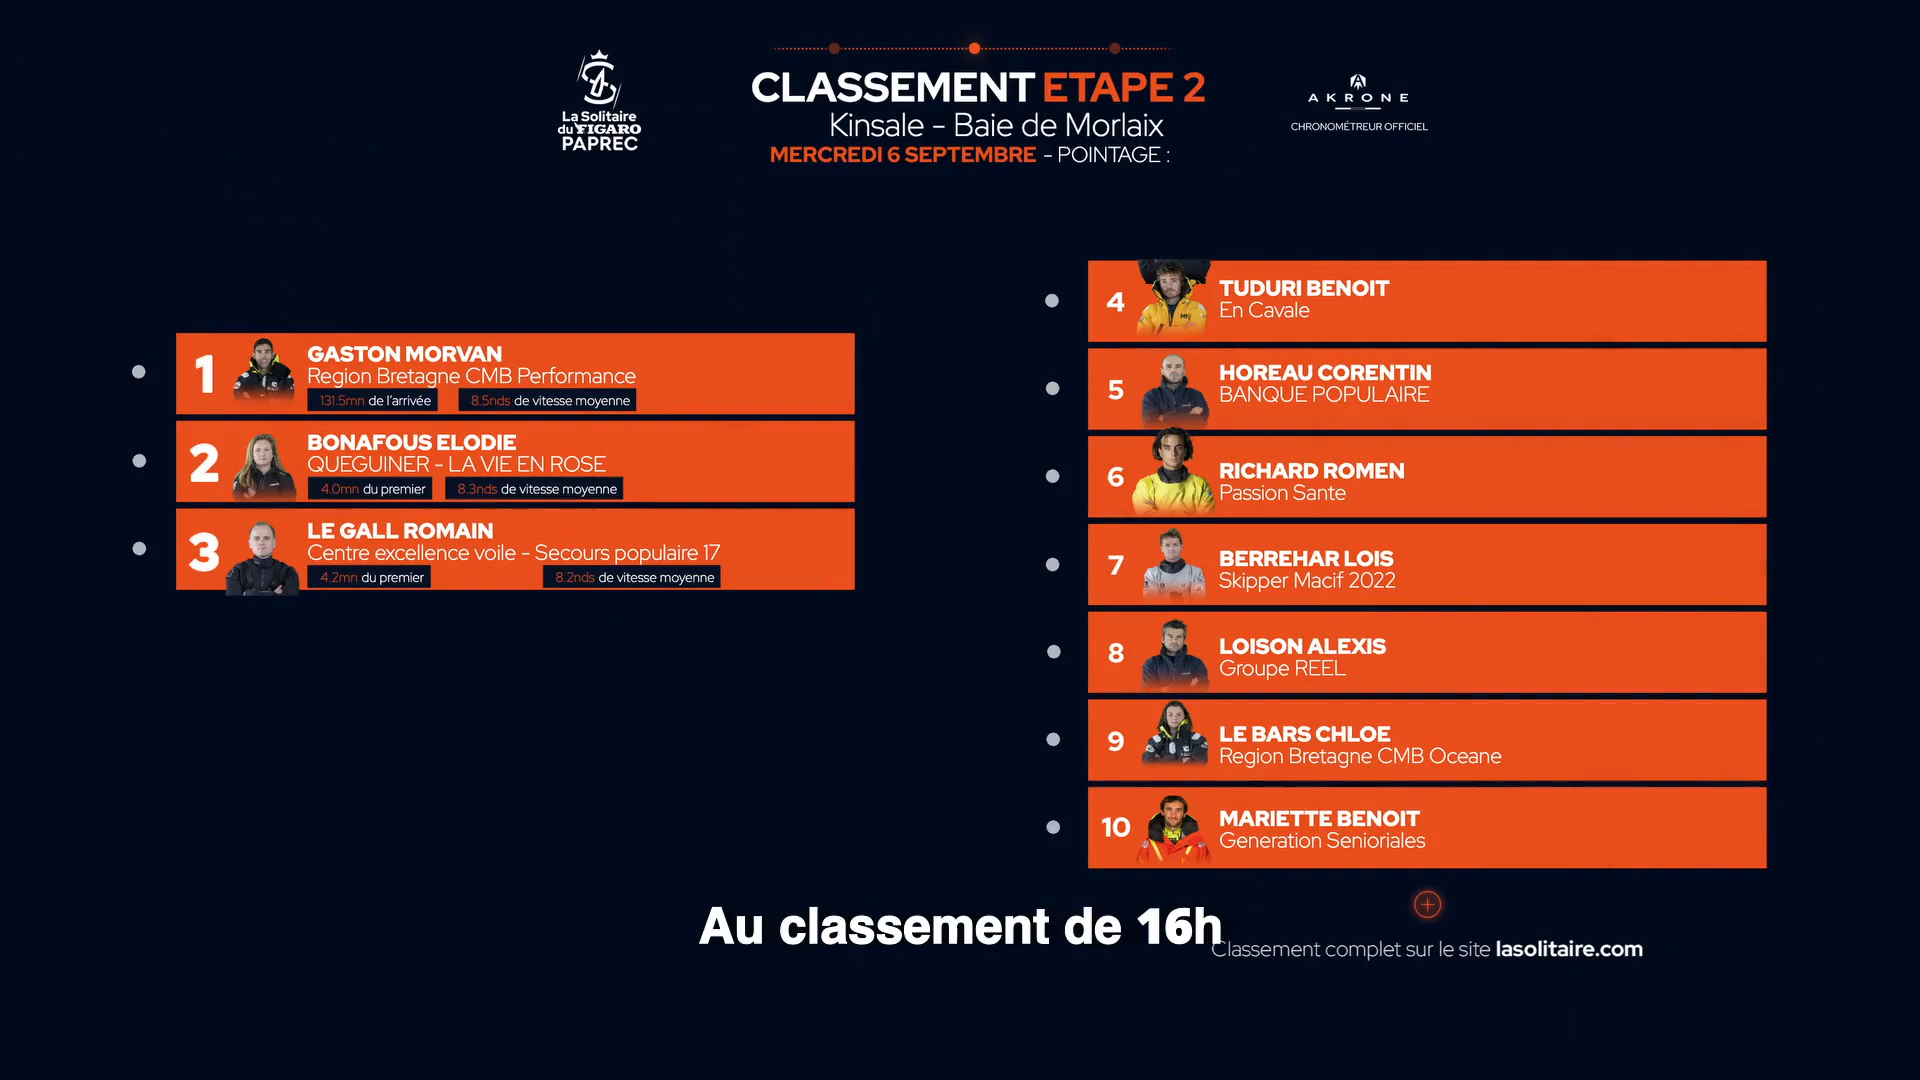 La Solitaire
du FIGARO
PAPREC
CLASSEMENT ETAPE 2
Kinsale - Baie de Morlaix
MERCREDI 6 SEPTEMBRE - POINTAGE :
AKRONE
CHRONOMÉTREUR OFFICIEL
1
GASTON MORVAN
Region Bretagne CMB Performance
131.5mn de l'arrivée 8.5nds de vitesse moyenne
2
BONAFOUS ELODIE
QUEGUINER - LA VIE EN ROSE
4.0mn du premier 8.3nds de vitesse moyenne
3
LE GALL ROMAIN
Centre excellence voile - Secours populaire 17
4.2mn du premier 8.2nds de vitesse moyenne
4
TUDURI BENOIT
En Cavale
5
HOREAU CORENTIN
BANQUE POPULAIRE
6
RICHARD ROMEN
Passion Sante
7
BERREHAR LOIS
Skipper Macif 2022
8
LOISON ALEXIS
Groupe REEL
9
LE BARS CHLOE
Region Bretagne CMB Oceane
10
MARIETTE BENOIT
Generation Senioriales
Au classement de 16h
Classement complet sur le site lasolitaire.com